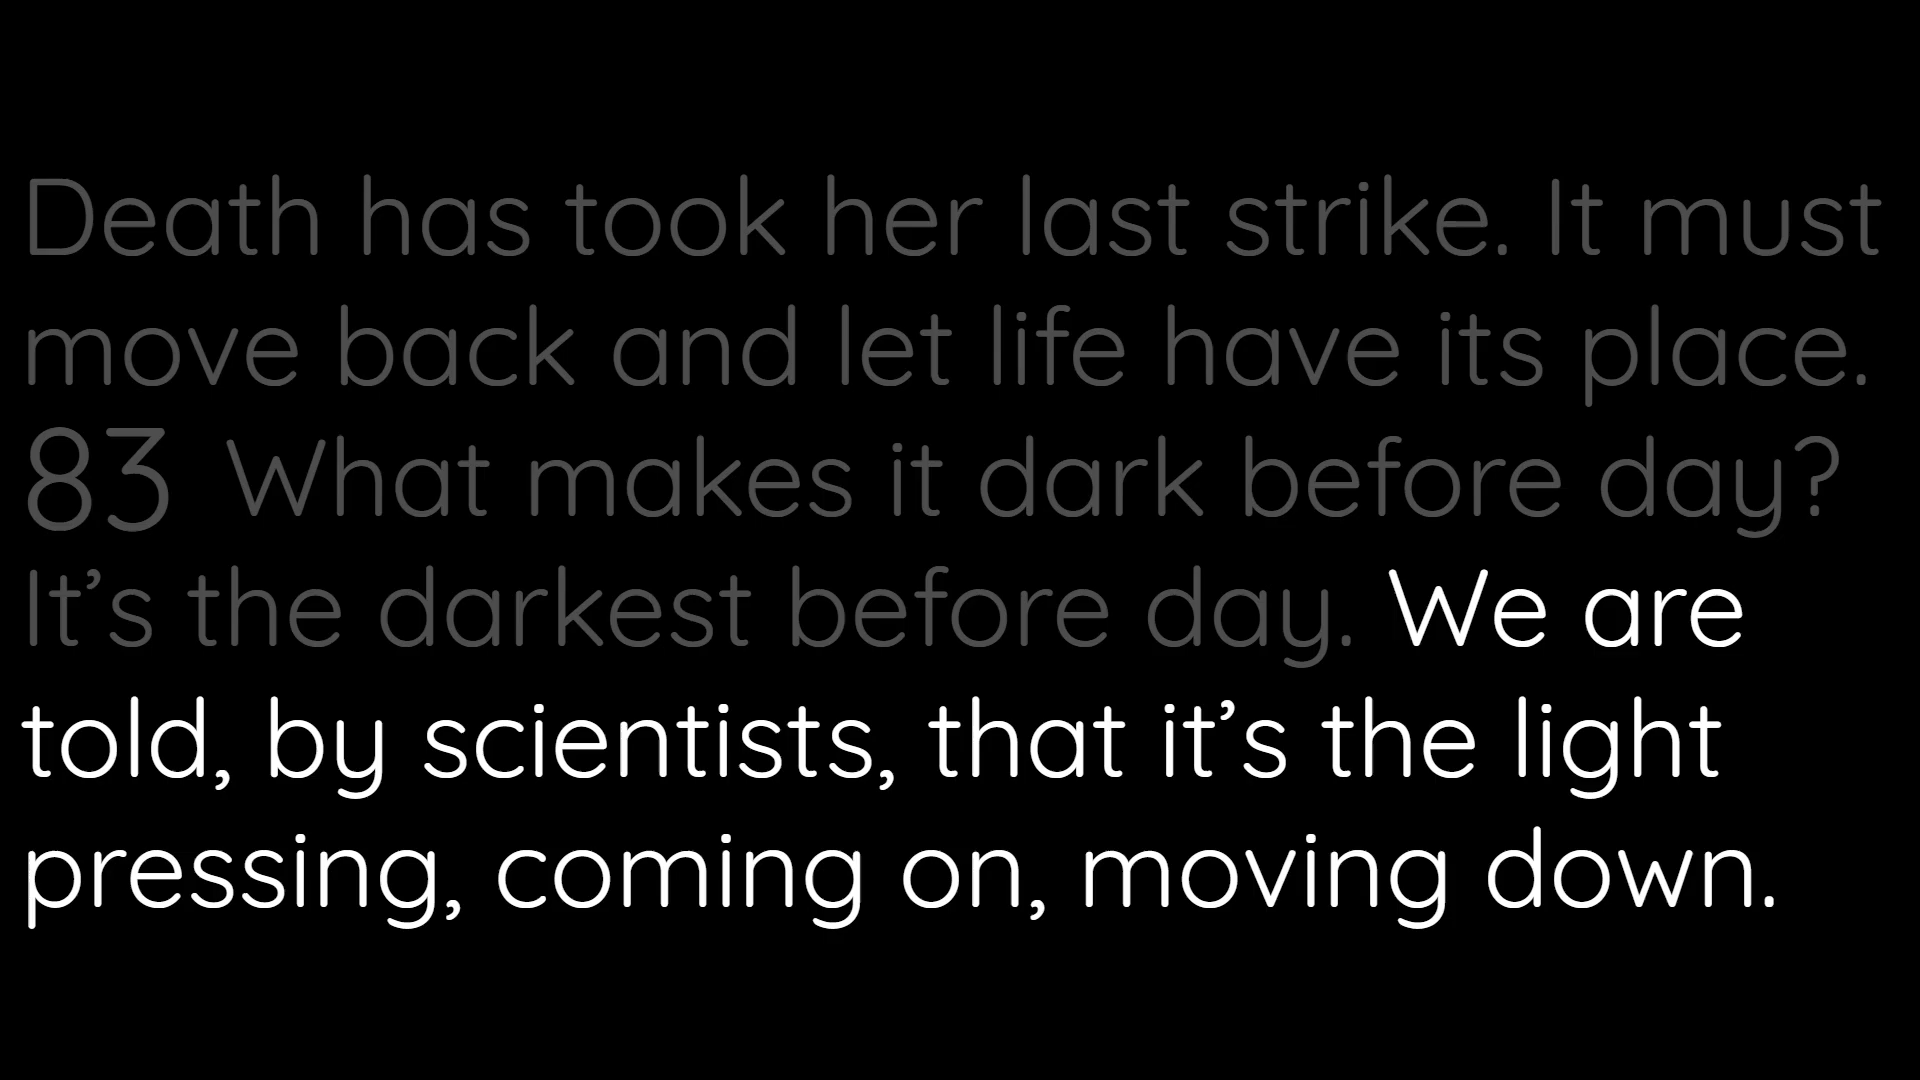 Death has took her last strike. It must
move back and let life have its place.
83 What makes it dark before day?
It’s the darkest before day. We are
told, by scientists, that it’s the light
pressing, coming on, moving down.